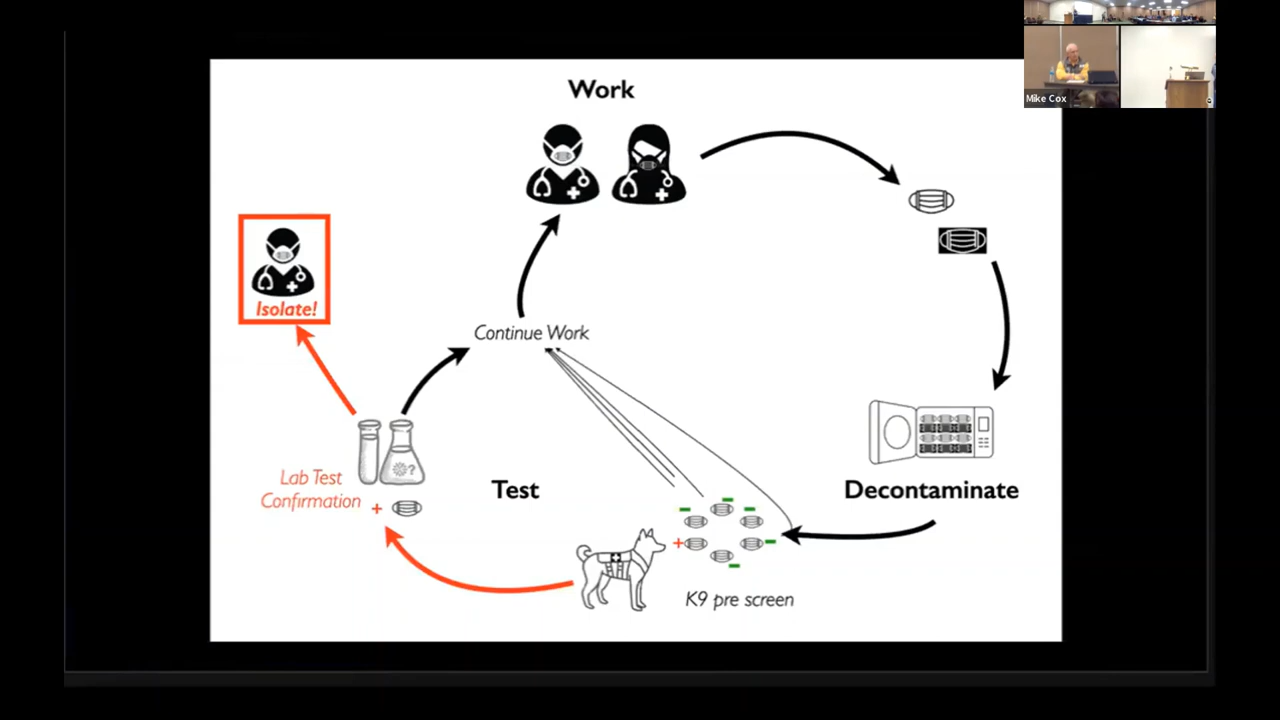 Work
Mike Cox
Isolate!
Continue Work
Lab Test
Confirmation
+
?
Test
Decontaminate
+
K9 pre screen